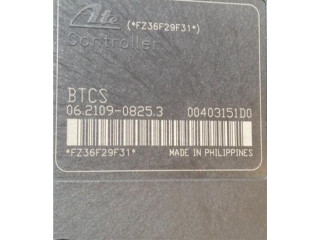 Ate (*FZ36F29F31*)
Controller
BTCS
06.2109-0825.3 00403151D0
*FZ36F29F31* MADE IN PHILIPPINES